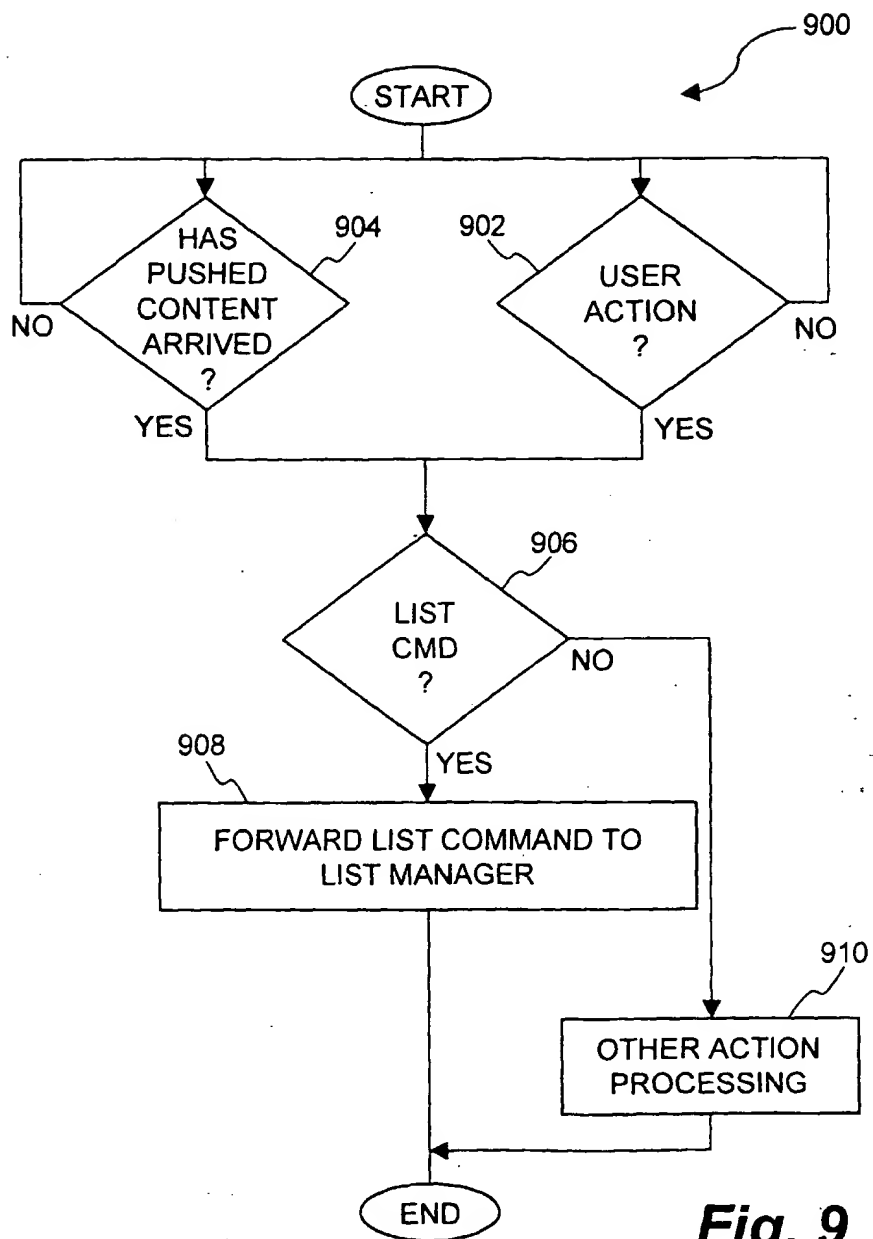 900
START
HAS
PUSHED
CONTENT
ARRIVED
?
904
NO
YES
902
USER
ACTION
?
NO
YES
906
LIST
CMD
?
NO
YES
908
FORWARD LIST COMMAND TO
LIST MANAGER
910
OTHER ACTION
PROCESSING
END
Fig. 9